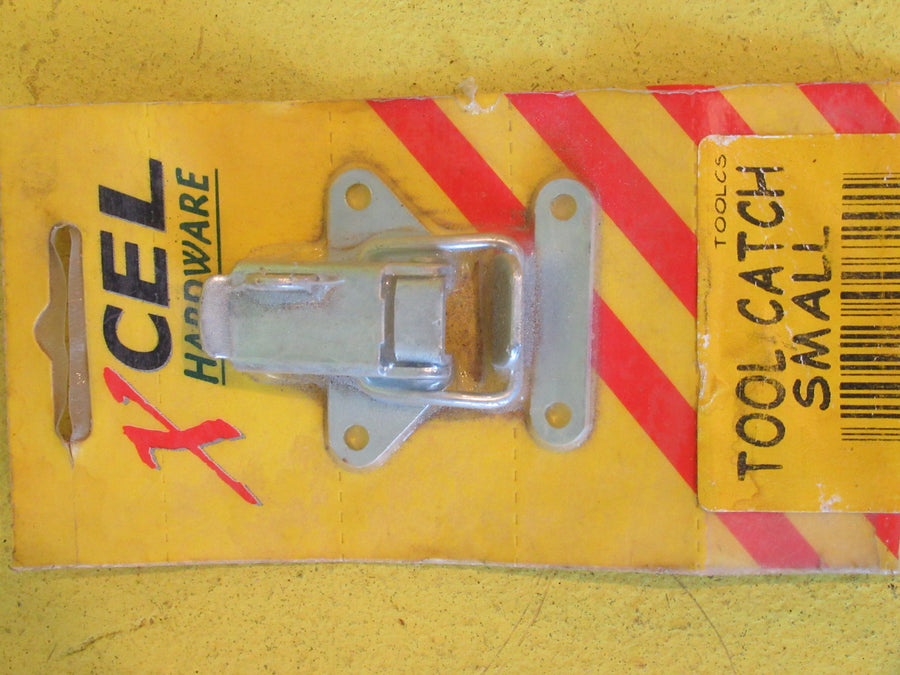 XCEL
HARDWARE
TOOLCS
TOOL CATCH
SMALL